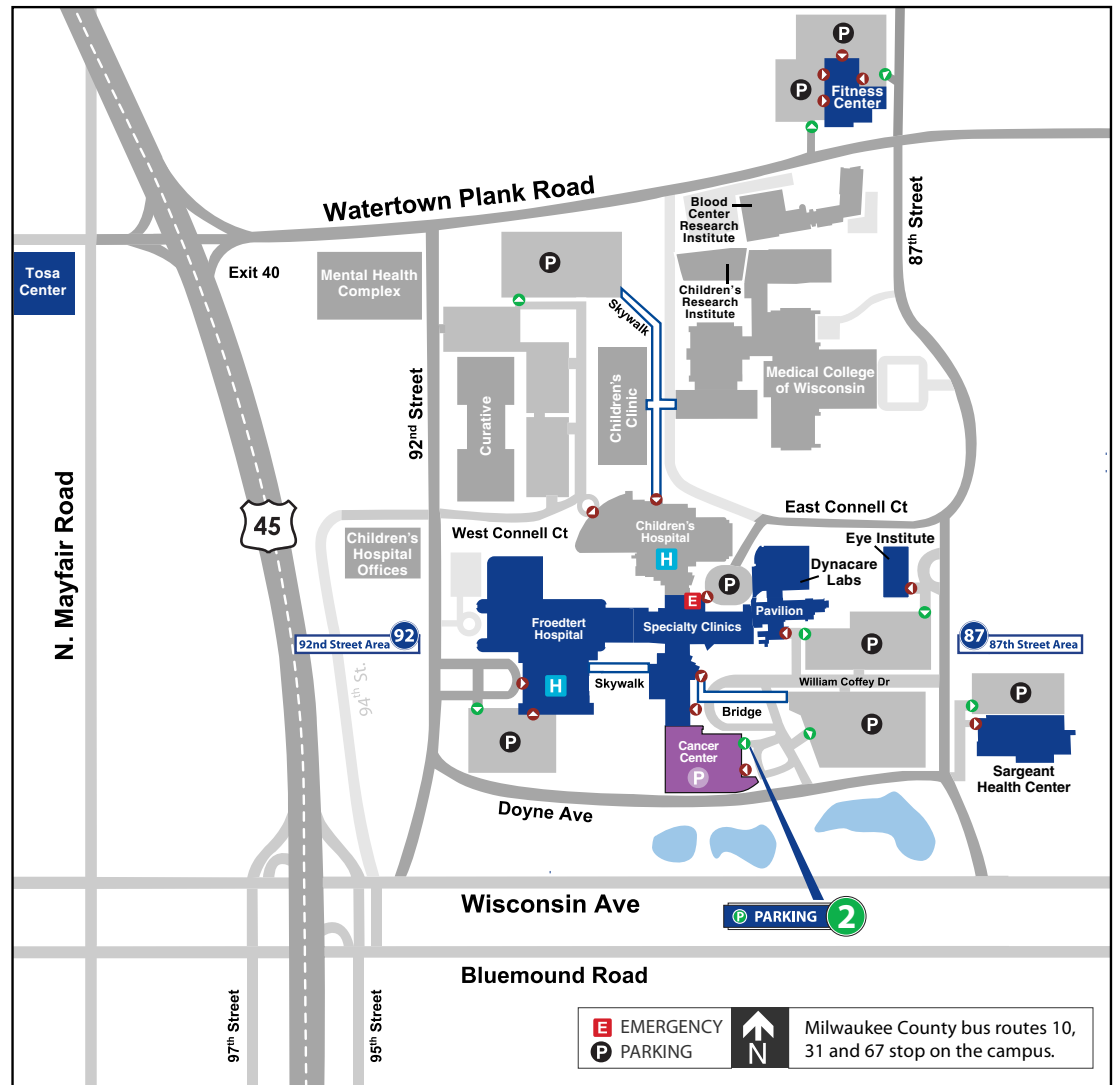 P
P
Fitness
Center
Watertown Plank Road
87th Street
Blood
Center
Research
Institute
Tosa
Center
Exit 40
Mental Health
Complex
P
Skywalk
Children's
Research
Institute
92nd Street
Curative
Children's
Clinic
Medical College
of Wisconsin
N. Mayfair Road
45
Children's
Hospital
Offices
West Connell Ct
Children's
Hospital
H
East Connell Ct
Eye Institute
Dynacare
Labs
P
E
Pavilion
Froedtert
Hospital
Specialty Clinics
92nd Street Area
92
87
87th Street Area
P
94th St.
H
Skywalk
William Coffey Dr
Bridge
P
P
P
Cancer
Center
P
Sargeant
Health Center
Doyne Ave
Wisconsin Ave
P PARKING 2
Bluemound Road
97th Street
95th Street
E EMERGENCY
P PARKING
N
Milwaukee County bus routes 10,
31 and 67 stop on the campus.